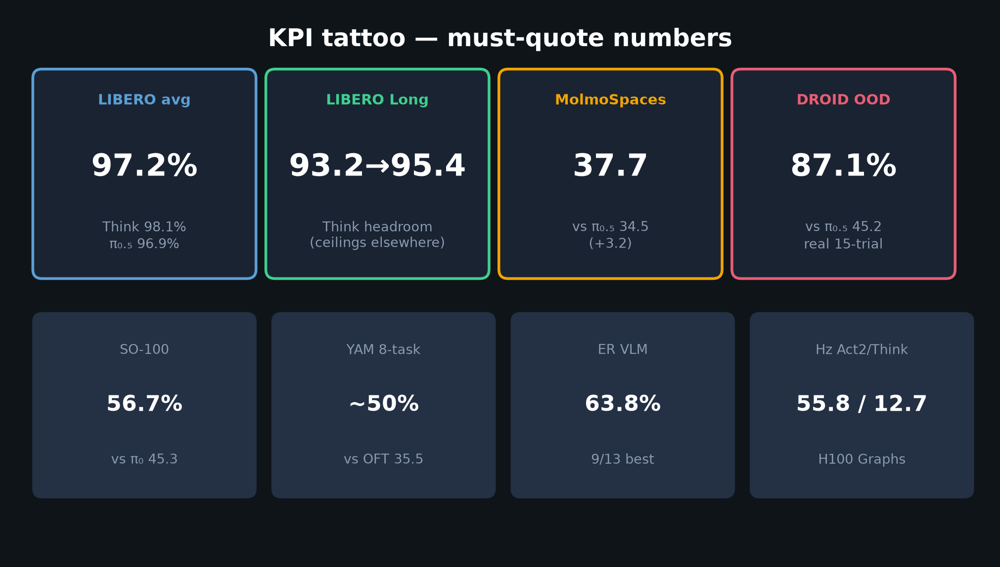 KPI tattoo — must-quote numbers
LIBERO avg
97.2%
Think 98.1%
π₀.₅ 96.9%
LIBERO Long
93.2→95.4
Think headroom
(ceilings elsewhere)
MolmoSpaces
37.7
vs π₀.₅ 34.5
(+3.2)
DROID OOD
87.1%
vs π₀.₅ 45.2
real 15-trial
SO-100
56.7%
vs π₀ 45.3
YAM 8-task
~50%
vs OFT 35.5
ER VLM
63.8%
9/13 best
Hz Act2/Think
55.8 / 12.7
H100 Graphs